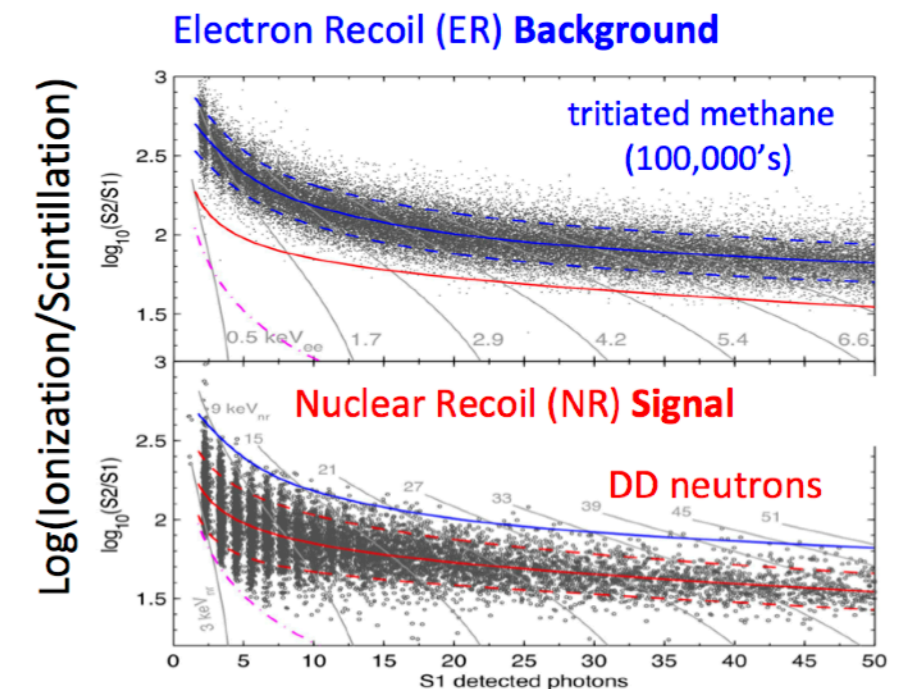 Electron Recoil (ER) Background
Log(Ionization/Scintillation)
3
tritiated methane
(100,000's)
2.5
log10(S2/S1)
2
1.5
0.5 keVee
1.7
2.9
4.2
5.4
6.6
3
Nuclear Recoil (NR) Signal
9 keVnr
15
2.5
21
27
33
39
45
51
DD neutrons
log10(S2/S1)
2
1.5
3 keVnr
0 5 10 15 20 25 30 35 40 45 50
S1 detected photons